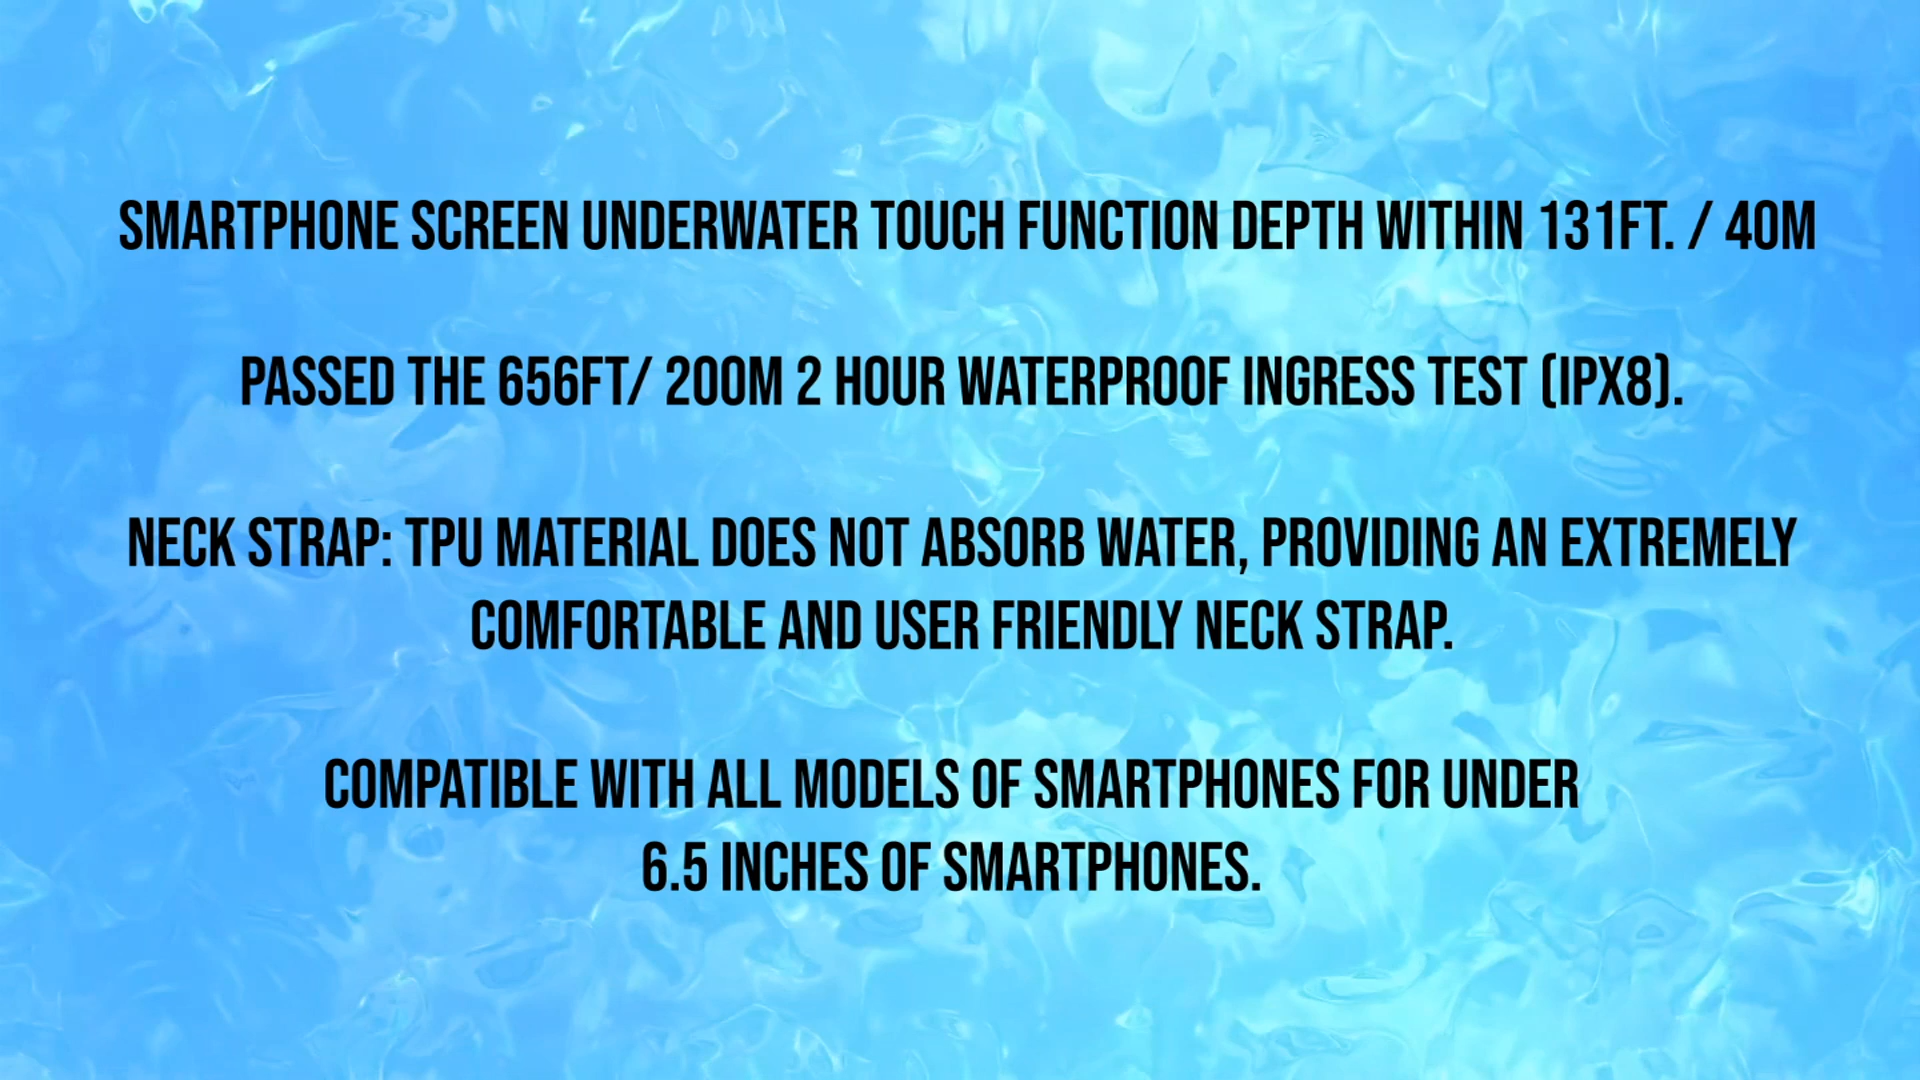 SMARTPHONE SCREEN UNDERWATER TOUCH FUNCTION DEPTH WITHIN 131FT. / 40M
PASSED THE 656FT/ 200M 2 HOUR WATERPROOF INGRESS TEST (IPX8).
NECK STRAP: TPU MATERIAL DOES NOT ABSORB WATER, PROVIDING AN EXTREMELY
COMFORTABLE AND USER FRIENDLY NECK STRAP.
COMPATIBLE WITH ALL MODELS OF SMARTPHONES FOR UNDER
6.5 INCHES OF SMARTPHONES.